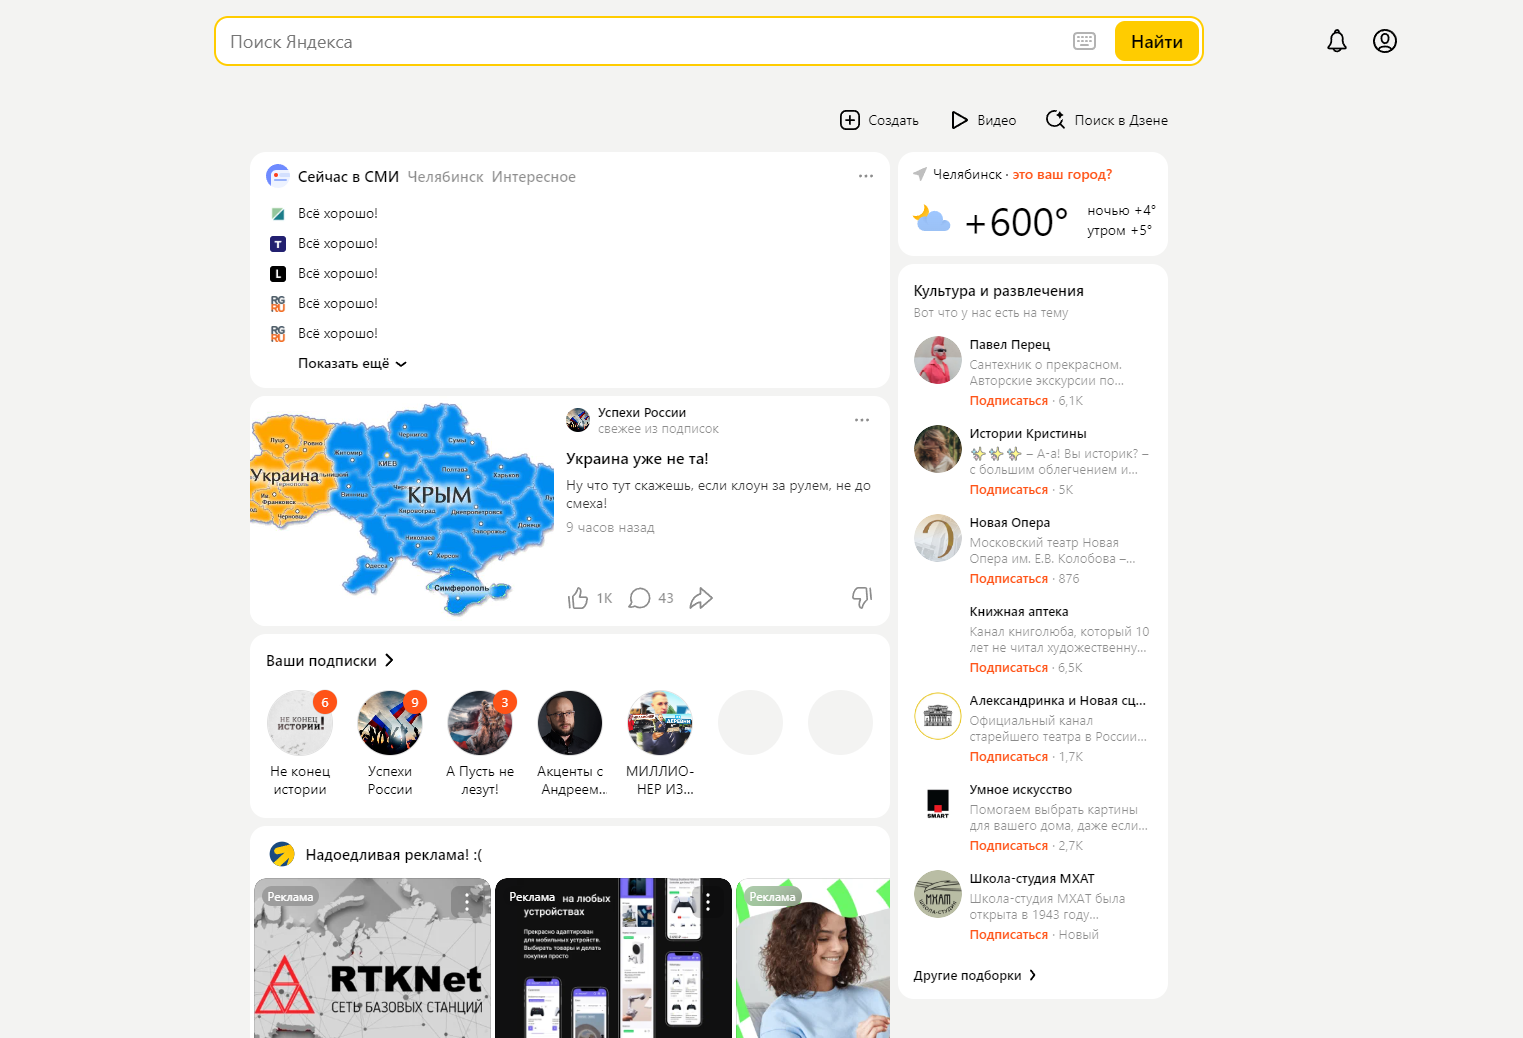 Поиск Яндекса
Найти
Создать
Видео
Поиск в Дзене
Сейчас в СМИ Челябинск Интересное
Всё хорошо!
T Всё хорошо!
L Всё хорошо!
RG RU Всё хорошо!
RG RU Всё хорошо!
Показать ещё
Челябинск · это ваш город?
+600°
ночью +4°
утром +5°
Луцк
Ровно
Житомир
Чернигов
Сумы
КИЕВ
Полтава
Харьков
Украина
Тернополь
Винница
Ив.
Франковск
Черновцы
КРЫМ
Кировоград
Днепропетровск
Донецк
Запорожье
Николаев
Херсон
Одесса
Симферополь
Успехи России
свежее из подписок
Украина уже не та!
Ну что тут скажешь, если клоун за рулем, не до
смеха!
9 часов назад
1K
43
Ваши подписки
6
9
3
НЕ КОНЕЦ
ИСТОРИИ!
Не конец
истории
Успехи
России
А Пусть не
лезут!
Акценты с
Андреем...
МИЛЛИО-
НЕР ИЗ...
Надоедливая реклама! :(
Реклама
RTKNet
СЕТЬ БАЗОВЫХ СТАНЦИЙ
Реклама
на любых
устройствах
Прекрасно адаптирован
для мобильных устройств.
Выбирать товары и делать
покупки просто
Реклама
Культура и развлечения
Вот что у нас есть на тему
Павел Перец
Сантехник о прекрасном.
Авторские экскурсии по...
Подписаться · 6,1K
Истории Кристины
✨✨✨ – А-а! Вы историк? –
с большим облегчением и...
Подписаться · 5K
Новая Опера
Московский театр Новая
Опера им. Е.В. Колобова –...
Подписаться · 876
Книжная аптека
Канал книголюба, который 10
лет не читал художественну...
Подписаться · 6,5K
Александринка и Новая сц...
Официальный канал
старейшего театра в России...
Подписаться · 1,7K
SMART
Умное искусство
Помогаем выбрать картины
для вашего дома, даже если...
Подписаться · 2,7K
МХАТ
ШКОЛА-СТУДИЯ
Школа-студия МХАТ
Школа-студия МХАТ была
открыта в 1943 году...
Подписаться · Новый
Другие подборки